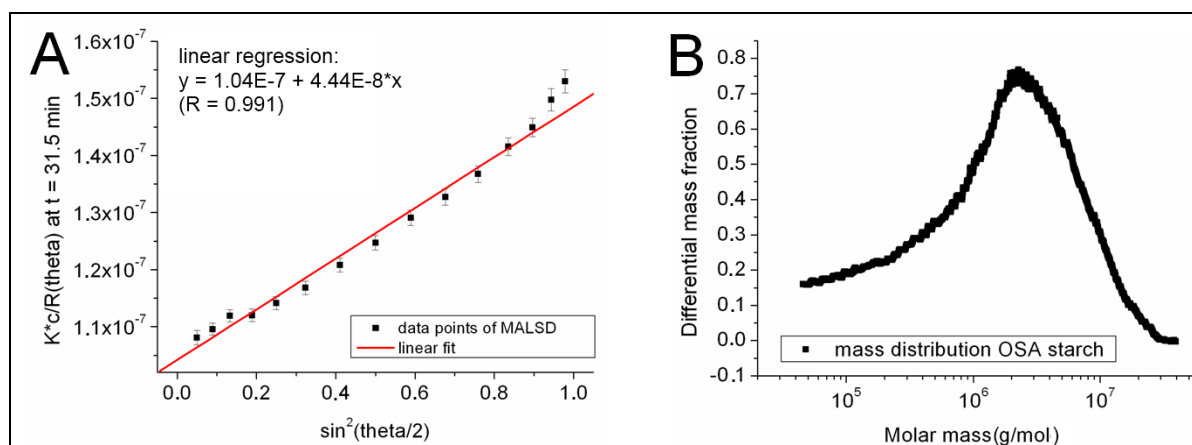 A
linear regression:
y = 1.04E-7 + 4.44E-8*x
(R = 0.991)
1.6x10⁻⁷
1.5x10⁻⁷
1.4x10⁻⁷
1.3x10⁻⁷
1.2x10⁻⁷
1.1x10⁻⁷
K*c/R(theta) at t = 31.5 min
data points of MALSD
linear fit
0.0 0.2 0.4 0.6 0.8 1.0
sin²(theta/2)
B
0.8
0.7
0.6
0.5
0.4
0.3
0.2
0.1
0.0
-0.1
Differential mass fraction
mass distribution OSA starch
10⁵ 10⁶ 10⁷
Molar mass(g/mol)